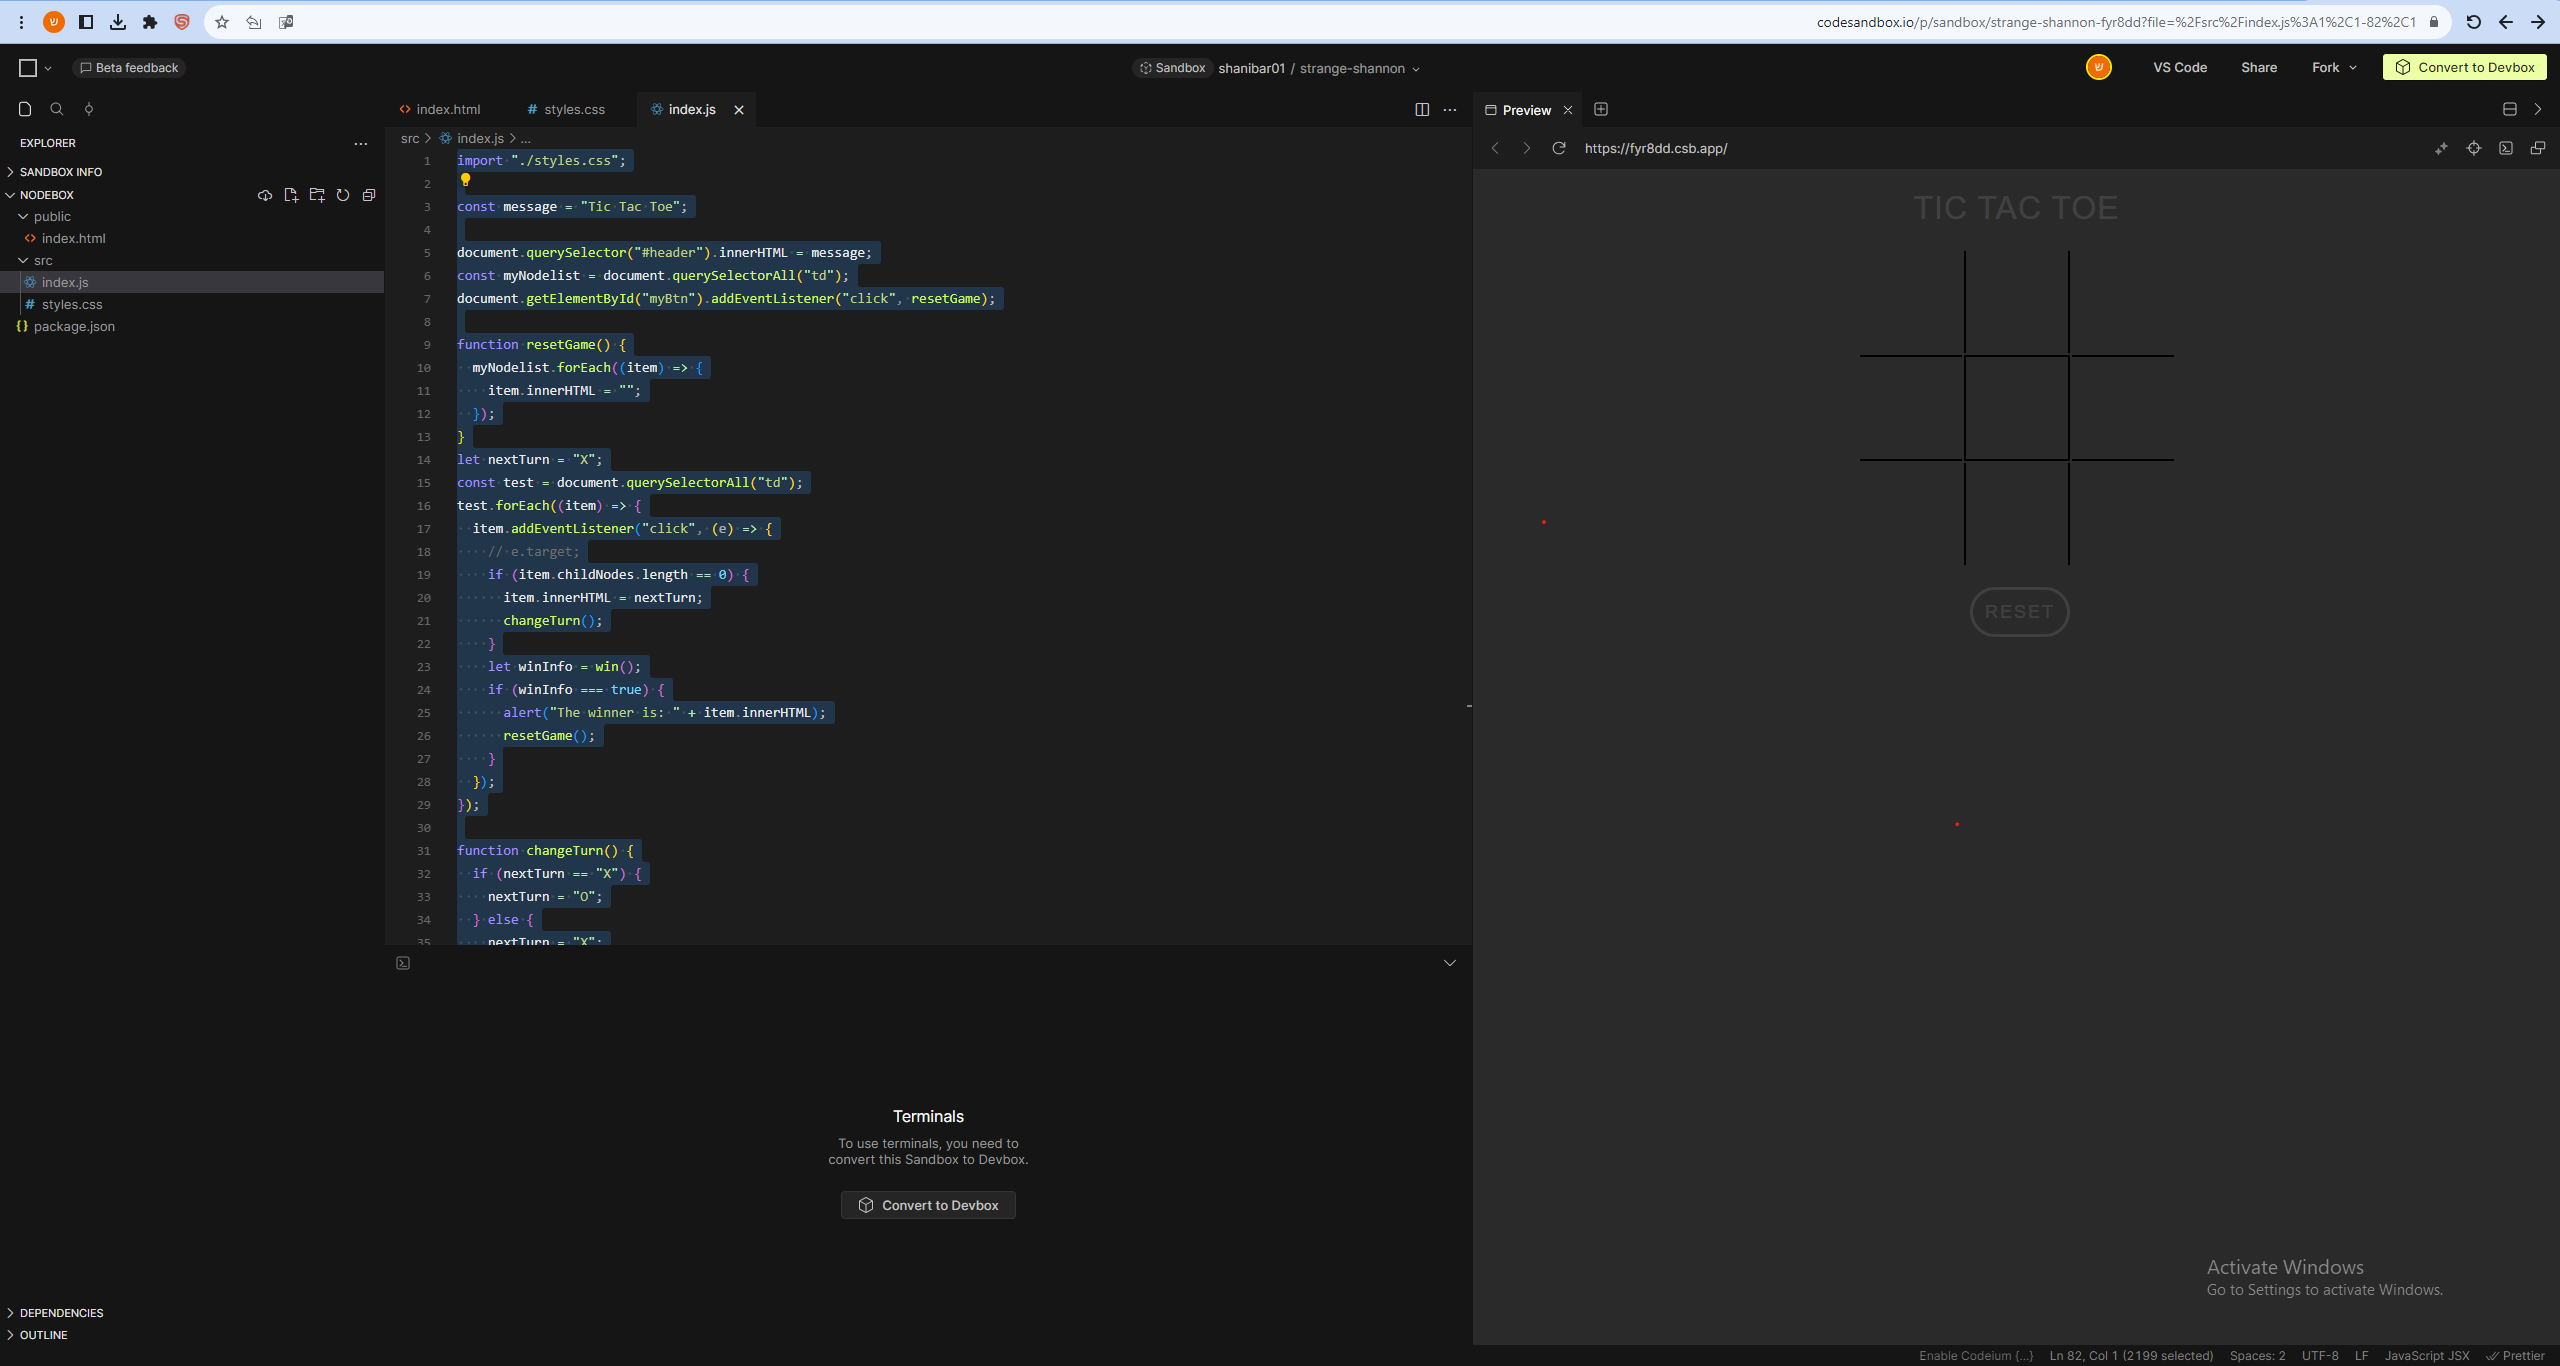 ש
codesandbox.io/p/sandbox/strange-shannon-fyr8dd?file=%2Fsrc%2Findex.js%3A1%2C1-82%2C1
Beta feedback
Sandbox shanibar01 / strange-shannon
ש
VS Code
Share
Fork
Convert to Devbox
index.html
# styles.css
index.js
Preview
EXPLORER
src > index.js > ...
https://fyr8dd.csb.app/
SANDBOX INFO
NODEBOX
public
index.html
src
index.js
# styles.css
{} package.json
DEPENDENCIES
OUTLINE
1 import "./styles.css";
2
3 const message = "Tic Tac Toe";
4
5 document.querySelector("#header").innerHTML = message;
6 const myNodelist = document.querySelectorAll("td");
7 document.getElementById("myBtn").addEventListener("click", resetGame);
8
9 function resetGame() {
10 myNodelist.forEach((item) => {
11 item.innerHTML = "";
12 });
13 }
14 let nextTurn = "X";
15 const test = document.querySelectorAll("td");
16 test.forEach((item) => {
17 item.addEventListener("click", (e) => {
18 // e.target;
19 if (item.childNodes.length == 0) {
20 item.innerHTML = nextTurn;
21 changeTurn();
22 }
23 let winInfo = win();
24 if (winInfo === true) {
25 alert("The winner is: " + item.innerHTML);
26 resetGame();
27 }
28 });
29 });
30
31 function changeTurn() {
32 if (nextTurn == "X") {
33 nextTurn = "O";
34 } else {
35 nextTurn = "X";
Terminals
To use terminals, you need to
convert this Sandbox to Devbox.
Convert to Devbox
TIC TAC TOE
RESET
Activate Windows
Go to Settings to activate Windows.
Enable Codeium {...} Ln 82, Col 1 (2199 selected) Spaces: 2 UTF-8 LF JavaScript JSX Prettier